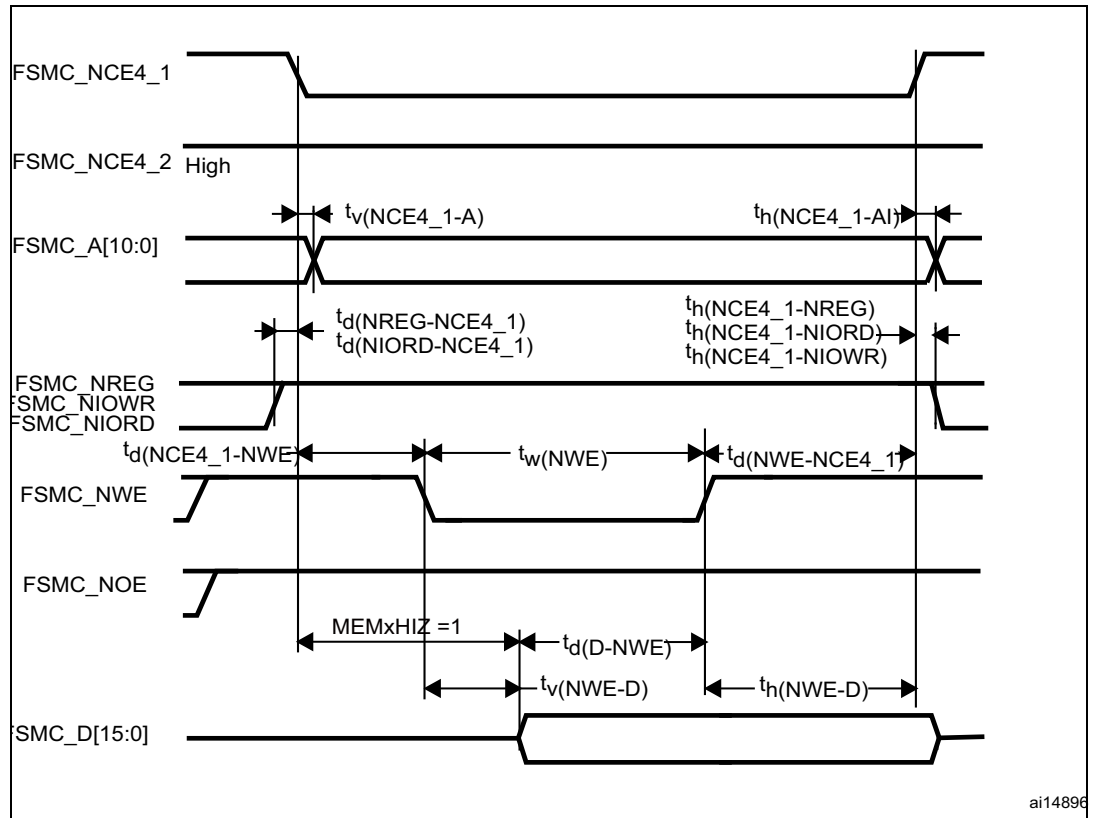 FSMC_NCE4_1
FSMC_NCE4_2 High
tv(NCE4_1-A)
th(NCE4_1-AI)
FSMC_A[10:0]
td(NREG-NCE4_1)
td(NIORD-NCE4_1)
th(NCE4_1-NREG)
th(NCE4_1-NIORD)
th(NCE4_1-NIOWR)
FSMC_NREG
FSMC_NIOWR
FSMC_NIORD
td(NCE4_1-NWE)
tw(NWE)
td(NWE-NCE4_1)
FSMC_NWE
FSMC_NOE
MEMxHIZ =1
td(D-NWE)
tv(NWE-D)
th(NWE-D)
FSMC_D[15:0]
ai14896